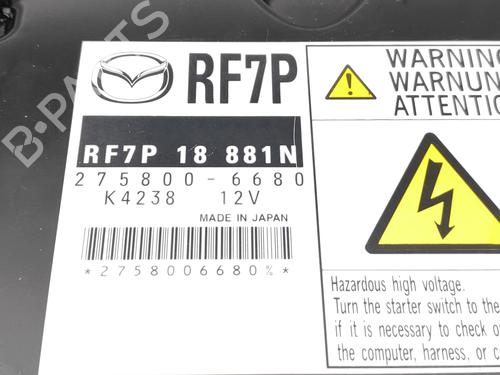 RF7P
RF7P 18 881N
275800-6680
K4238 12V
MADE IN JAPAN
*2758006680%*
WARNING
WARNUN
ATTENTIO
Hazardous high voltage.
Turn the starter switch to the
if it is necessary to check o
the computer, harness, or c
B-PARTS